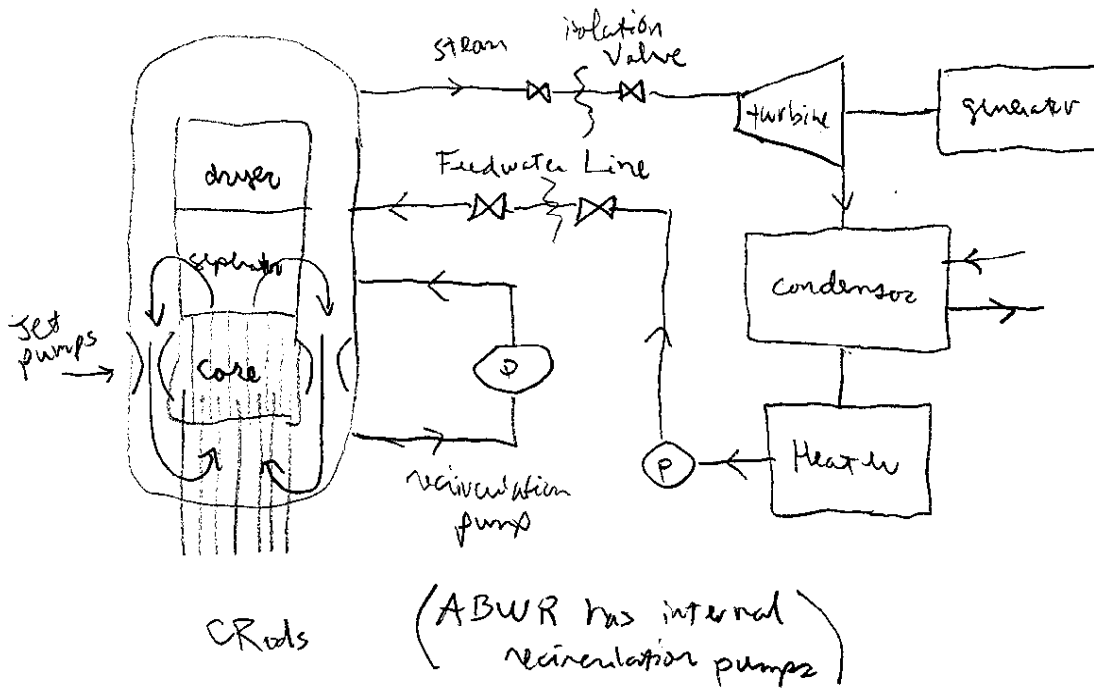 steam
isolation
Valve
turbine
generator
dryer
Feedwater Line
seperator
condensor
Jet
pumps
Core
P
P
Heater
recirculation
pump
CRods
(ABWR has internal
recirculation pumps)